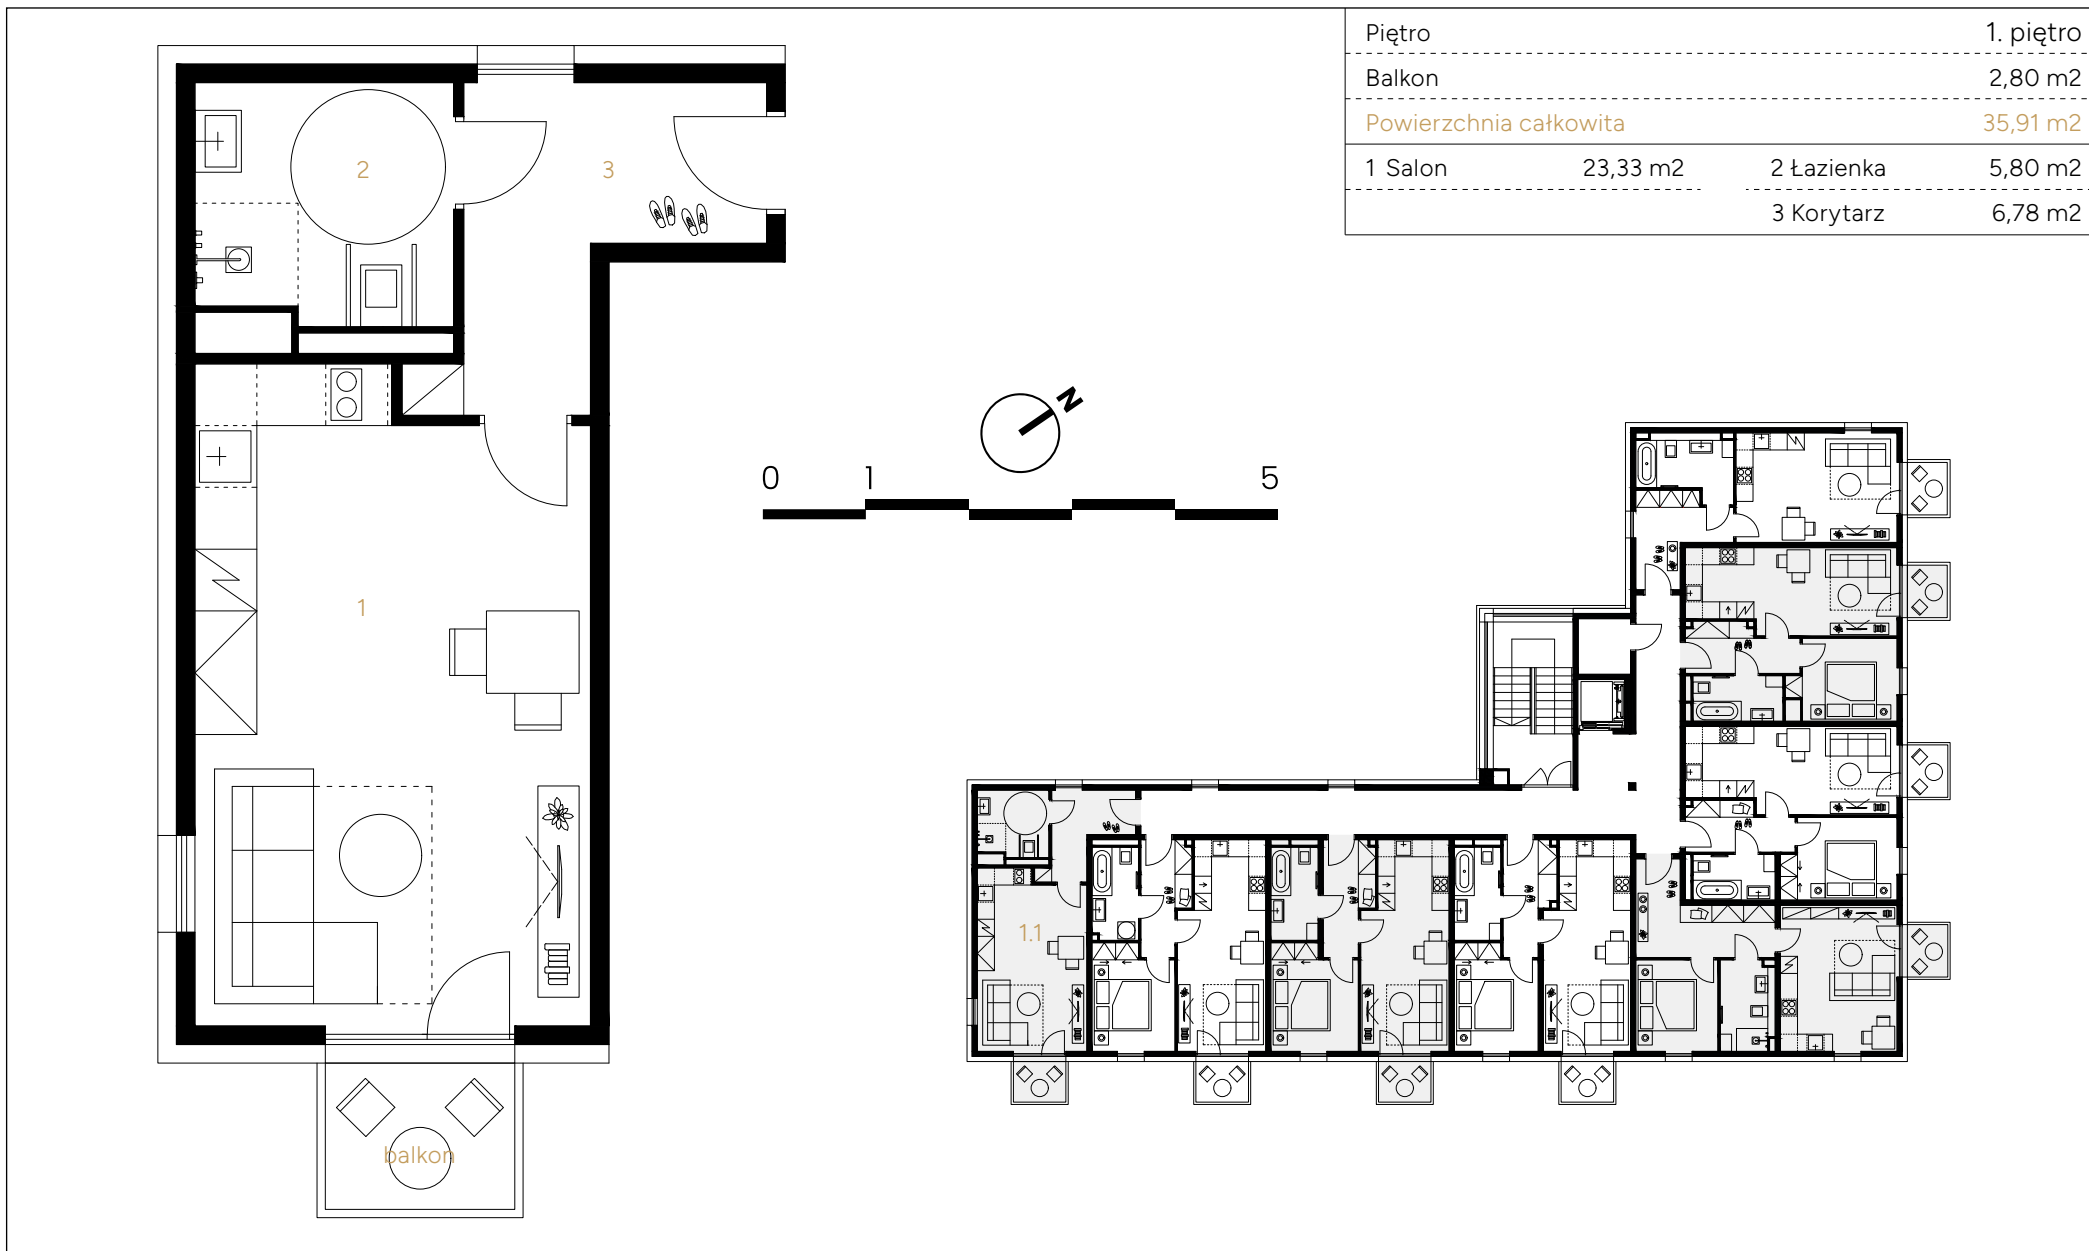 Piętro 1. piętro
Balkon 2,80 m2
Powierzchnia całkowita 35,91 m2
1 Salon 23,33 m2 2 Łazienka 5,80 m2
3 Korytarz 6,78 m2
2
3
1
balkon
N
0 1 5
1.1